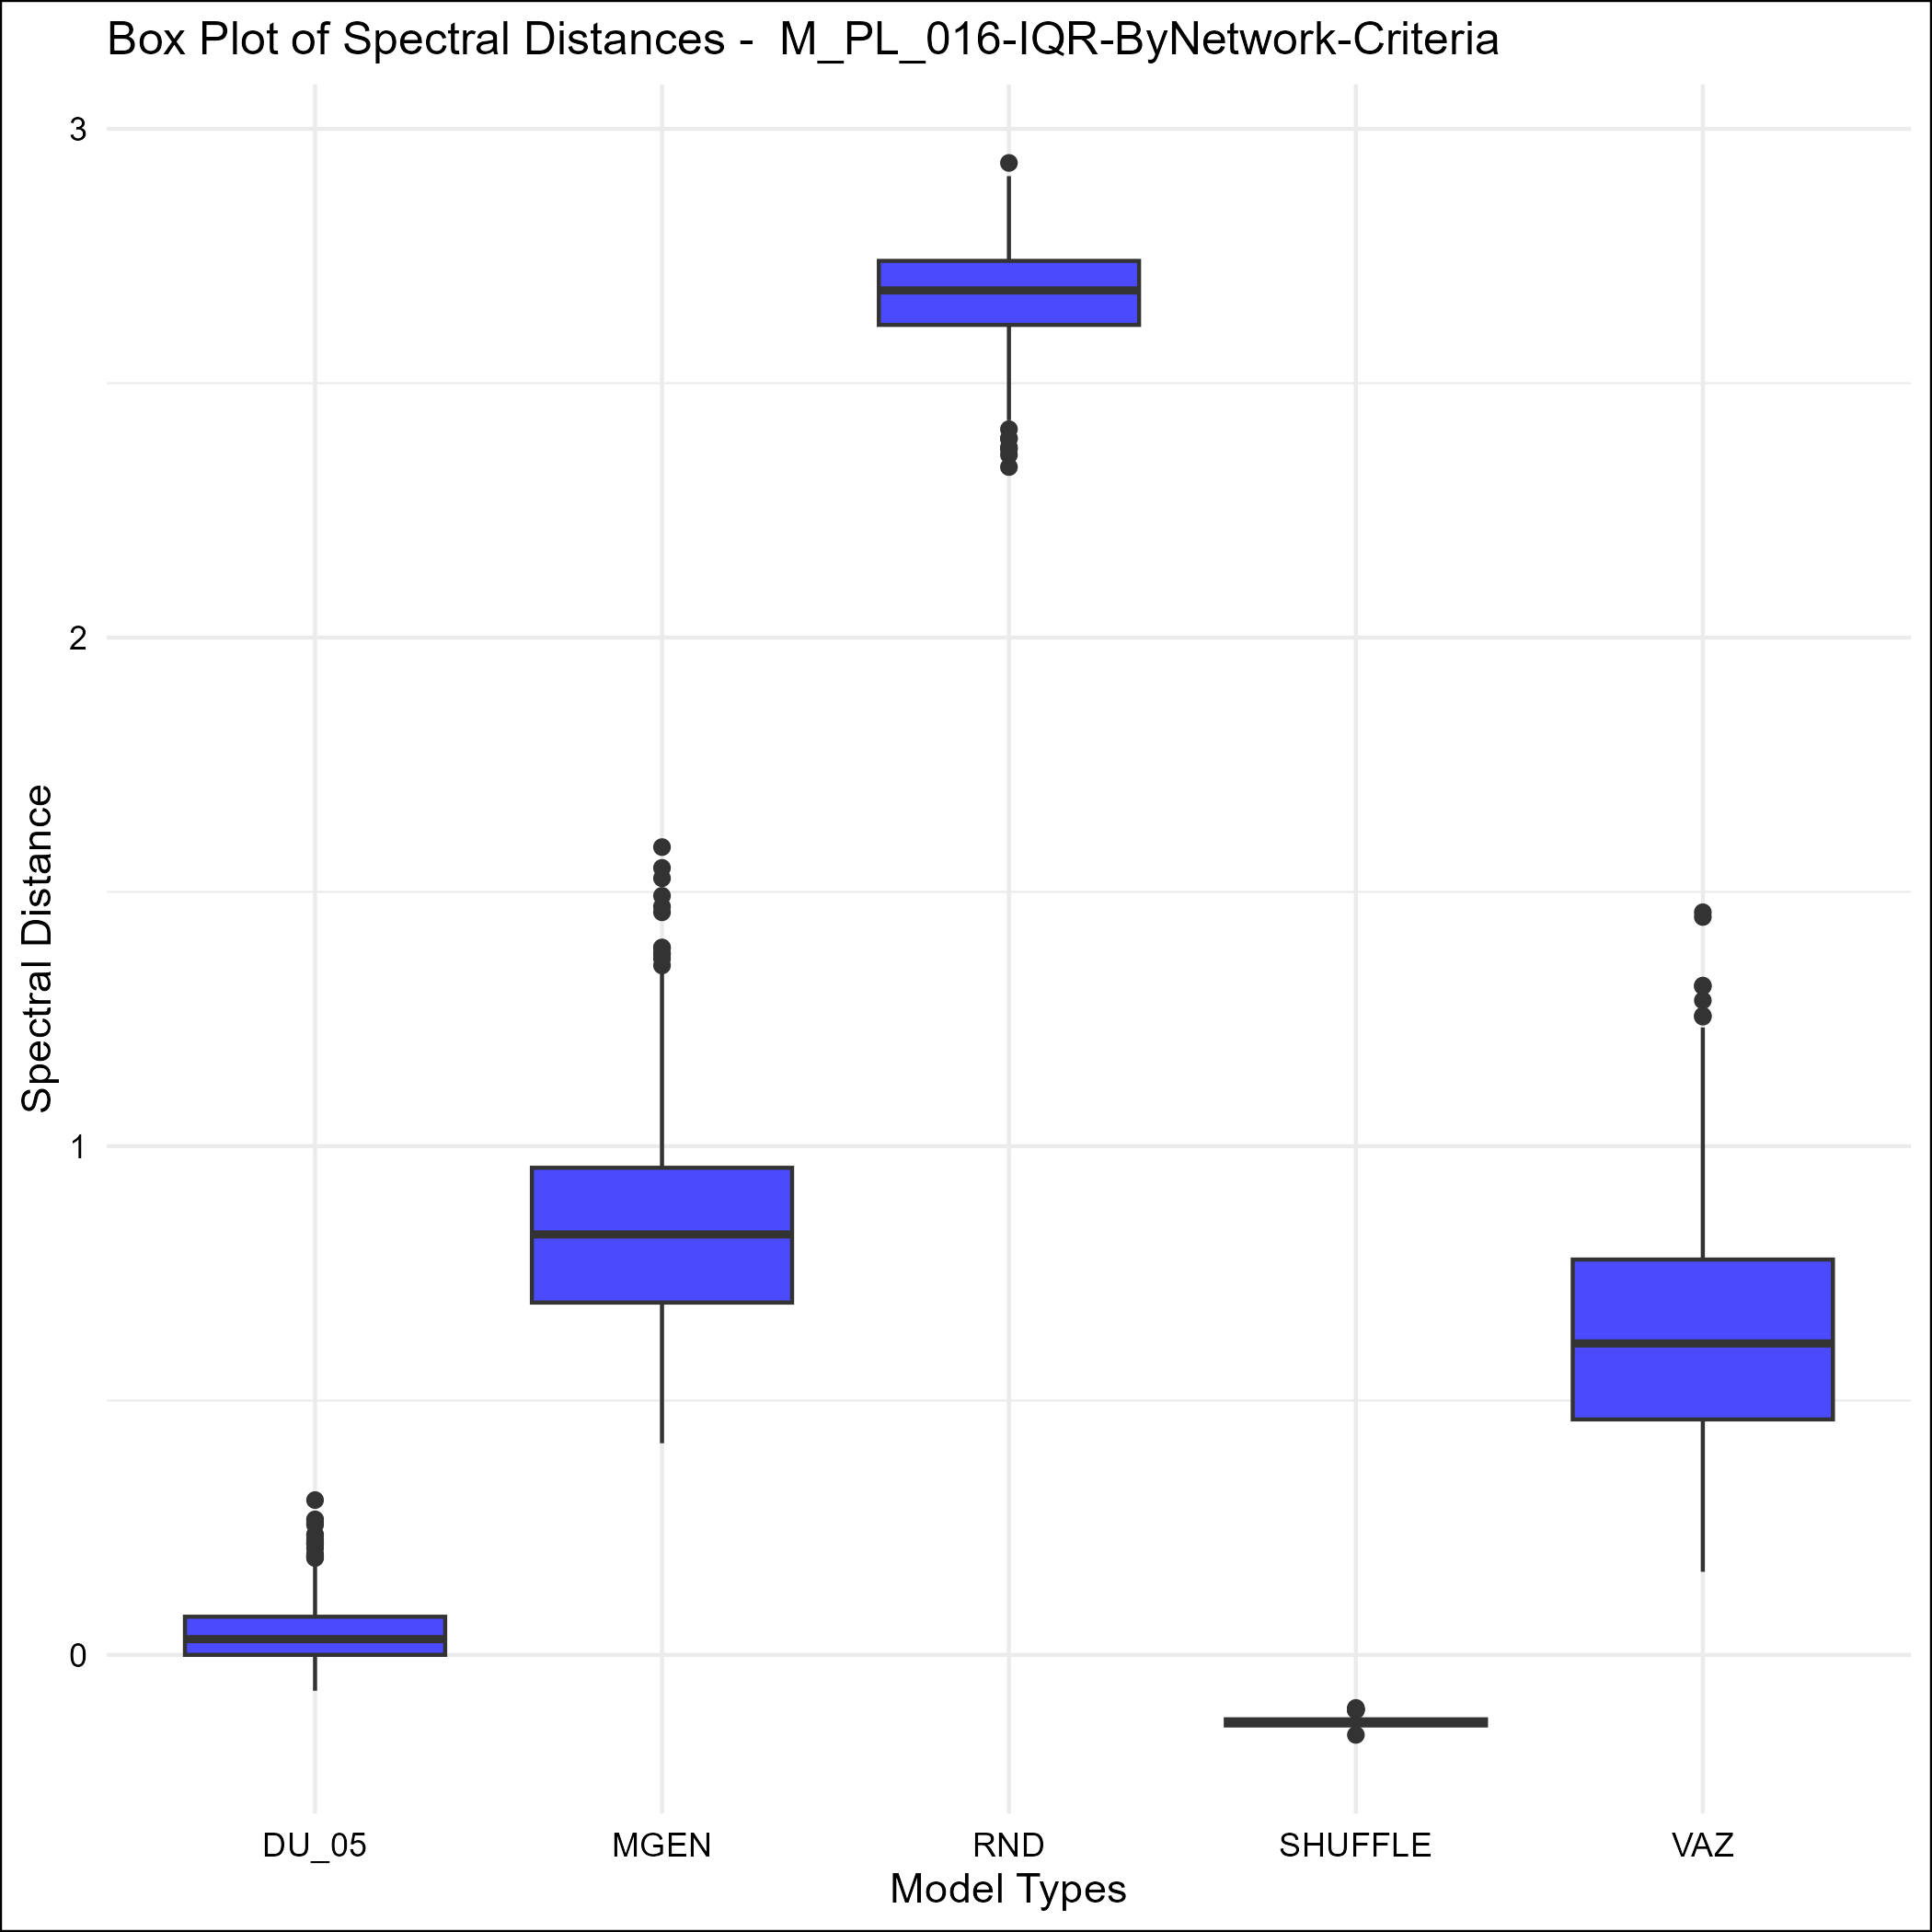 Box Plot of Spectral Distances -  M_PL_016-IQR-ByNetwork-Criteria
3
2
1
0
Spectral Distance
DU_05 MGEN RND SHUFFLE VAZ
Model Types